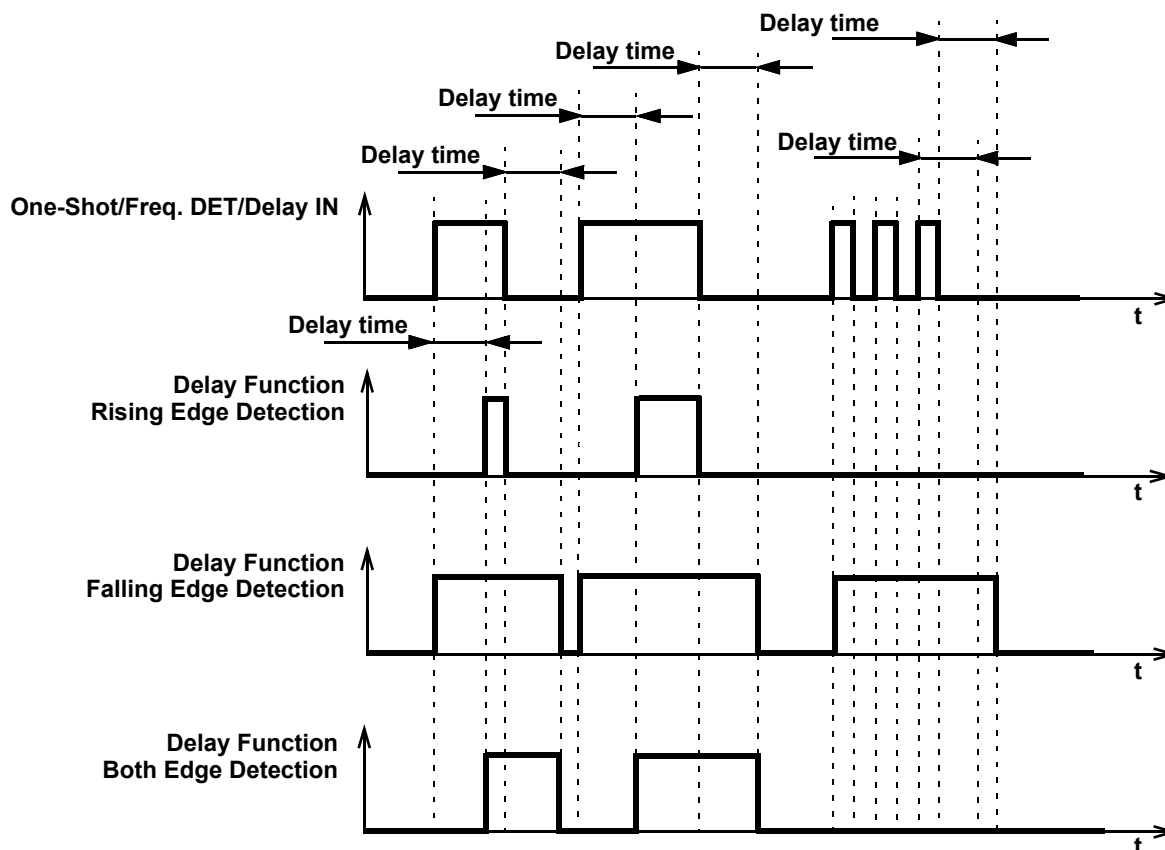 Delay time
Delay time
Delay time
Delay time
Delay time
One-Shot/Freq. DET/Delay IN
t
Delay time
Delay Function
Rising Edge Detection
t
Delay Function
Falling Edge Detection
t
Delay Function
Both Edge Detection
t